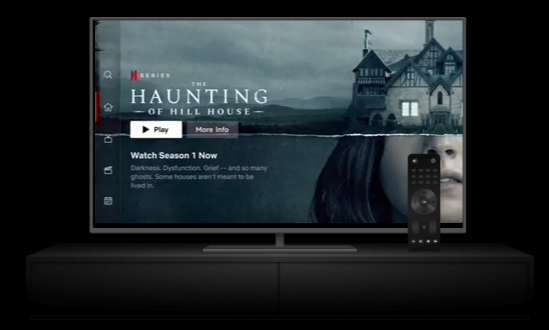 N SERIES
THE
HAUNTING
OF HILL HOUSE
Play
More Info
Watch Season 1 Now
Darkness. Dysfunction. Grief -- and so many
ghosts. Some houses aren't meant to be
lived in.